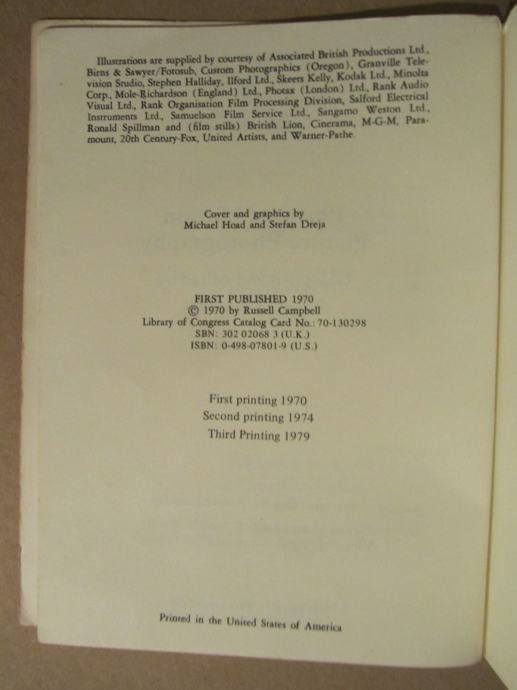 Illustrations are supplied by courtesy of Associated British Productions Ltd.,
Birns & Sawyer/Fotosub, Custom Photographics (Oregon), Granville Tele-
vision Studio, Stephen Halliday, Ilford Ltd., Skeets Kelly, Kodak Ltd., Minolta
Corp., Mole-Richardson (England) Ltd., Photax (London) Ltd., Rank Audio
Visual Ltd., Rank Organisation Film Processing Division, Salford Electrical
Instruments Ltd., Samuelson Film Service Ltd., Sangamo Weston Ltd.,
Ronald Spillman and (film stills) British Lion, Cinerama, M-G-M, Para-
mount, 20th Century-Fox, United Artists, and Warner-Pathe.
Cover and graphics by
Michael Hoad and Stefan Dreja
FIRST PUBLISHED 1970
© 1970 by Russell Campbell
Library of Congress Catalog Card No.: 70-130298
SBN: 302 02068 3 (U.K.)
ISBN: 0-498-07801-9 (U.S.)
First printing 1970
Second printing 1974
Third Printing 1979
Printed in the United States of America